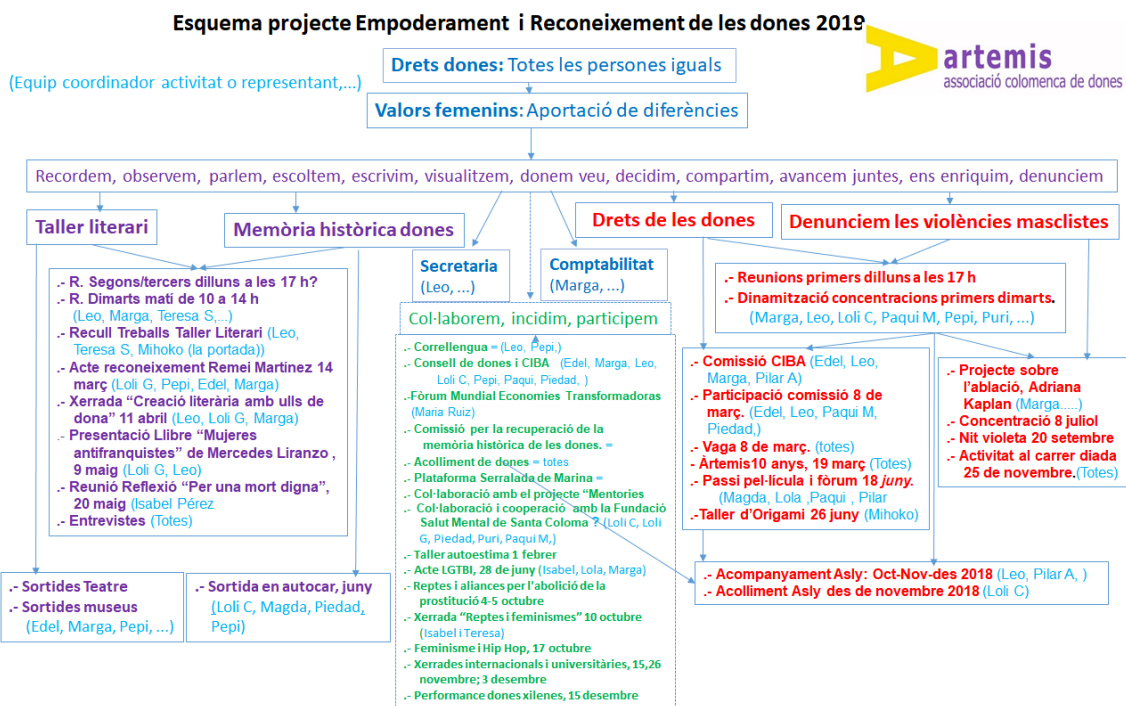 Esquema projecte Empoderament i Reconeixement de les dones 2019
artemis
associació colomenca de dones
(Equip coordinador activitat o representant,...)
Drets dones: Totes les persones iguals
Valors femenins: Aportació de diferències
Recordem, observem, parlem, escoltem, escrivim, visualitzem, donem veu, decidim, compartim, avancem juntes, ens enriquim, denunciem
Taller literari
Memòria històrica dones
Drets de les dones
Denunciem les violències masclistes
.- R. Segons/tercers dilluns a les 17 h?
.- R. Dimarts matí de 10 a 14 h
(Leo, Marga, Teresa S,...)
.- Recull Treballs Taller Literari (Leo,
Teresa S, Mihoko (la portada))
.- Acte reconeixement Remei Martínez 14
març (Loli G, Pepi, Edel, Marga)
.- Xerrada “Creació literària amb ulls de
dona” 11 abril (Leo, Loli G, Marga)
.- Presentació Llibre “Mujeres
antifranquistes” de Mercedes Liranzo ,
9 maig (Loli G, Leo)
.- Reunió Reflexió “Per una mort digna”,
20 maig (Isabel Pérez
.- Entrevistes (Totes)
Secretaria
(Leo, ...)
Comptabilitat
(Marga, ...)
Col·laborem, incidim, participem
.- Correllengua = (Leo, Pepi,)
.- Consell de dones i CIBA (Edel, Marga, Leo,
Loli C, Pepi, Paqui, Piedad, )
.-Fòrum Mundial Economies Transformadoras
(Maria Ruiz)
.- Comissió per la recuperació de la
memòria històrica de les dones. =
.- Acolliment de dones = totes
.- Plataforma Serralada de Marina =
.- Col·laboració amb el projecte “Mentories
.- Col·laboració i cooperació amb la Fundació
Salut Mental de Santa Coloma ? (Loli C, Loli
G, Piedad, Puri, Paqui M,)
.- Taller autoestima 1 febrer
.- Acte LGTBI, 28 de juny (Isabel, Lola, Marga)
.- Reptes i aliances per l'abolició de la
prostitució 4-5 octubre
.- Xerrada “Reptes i feminismes” 10 octubre
(Isabel i Teresa)
.- Feminisme i Hip Hop, 17 octubre
.- Xerrades internacionals i universitàries, 15,26
novembre; 3 desembre
.- Performance dones xilenes, 15 desembre
.- Reunions primers dilluns a les 17 h
.- Dinamització concentracions primers dimarts.
(Marga, Leo, Loli C, Paqui M, Pepi, Puri, ...)
.- Comissió CIBA (Edel, Leo,
Marga, Pilar A)
.- Participació comissió 8 de
març. (Edel, Leo, Paqui M,
Piedad,)
.- Vaga 8 de març. (totes)
.- Àrtemis10 anys, 19 març (Totes)
.- Passi pel·lícula i fòrum 18 juny.
(Magda, Lola ,Paqui , Pilar
.-Taller d’Origami 26 juny (Mihoko)
.- Projecte sobre
l’ablació, Adriana
Kaplan (Marga.....)
.- Concentració 8 juliol
.- Nit violeta 20 setembre
.- Activitat al carrer diada
25 de novembre.(Totes)
.- Sortides Teatre
.- Sortides museus
(Edel, Marga, Pepi, ...)
.- Sortida en autocar, juny
(Loli C, Magda, Piedad,
Pepi)
.- Acompanyament Asly: Oct-Nov-des 2018 (Leo, Pilar A, )
.- Acolliment Asly des de novembre 2018 (Loli C)